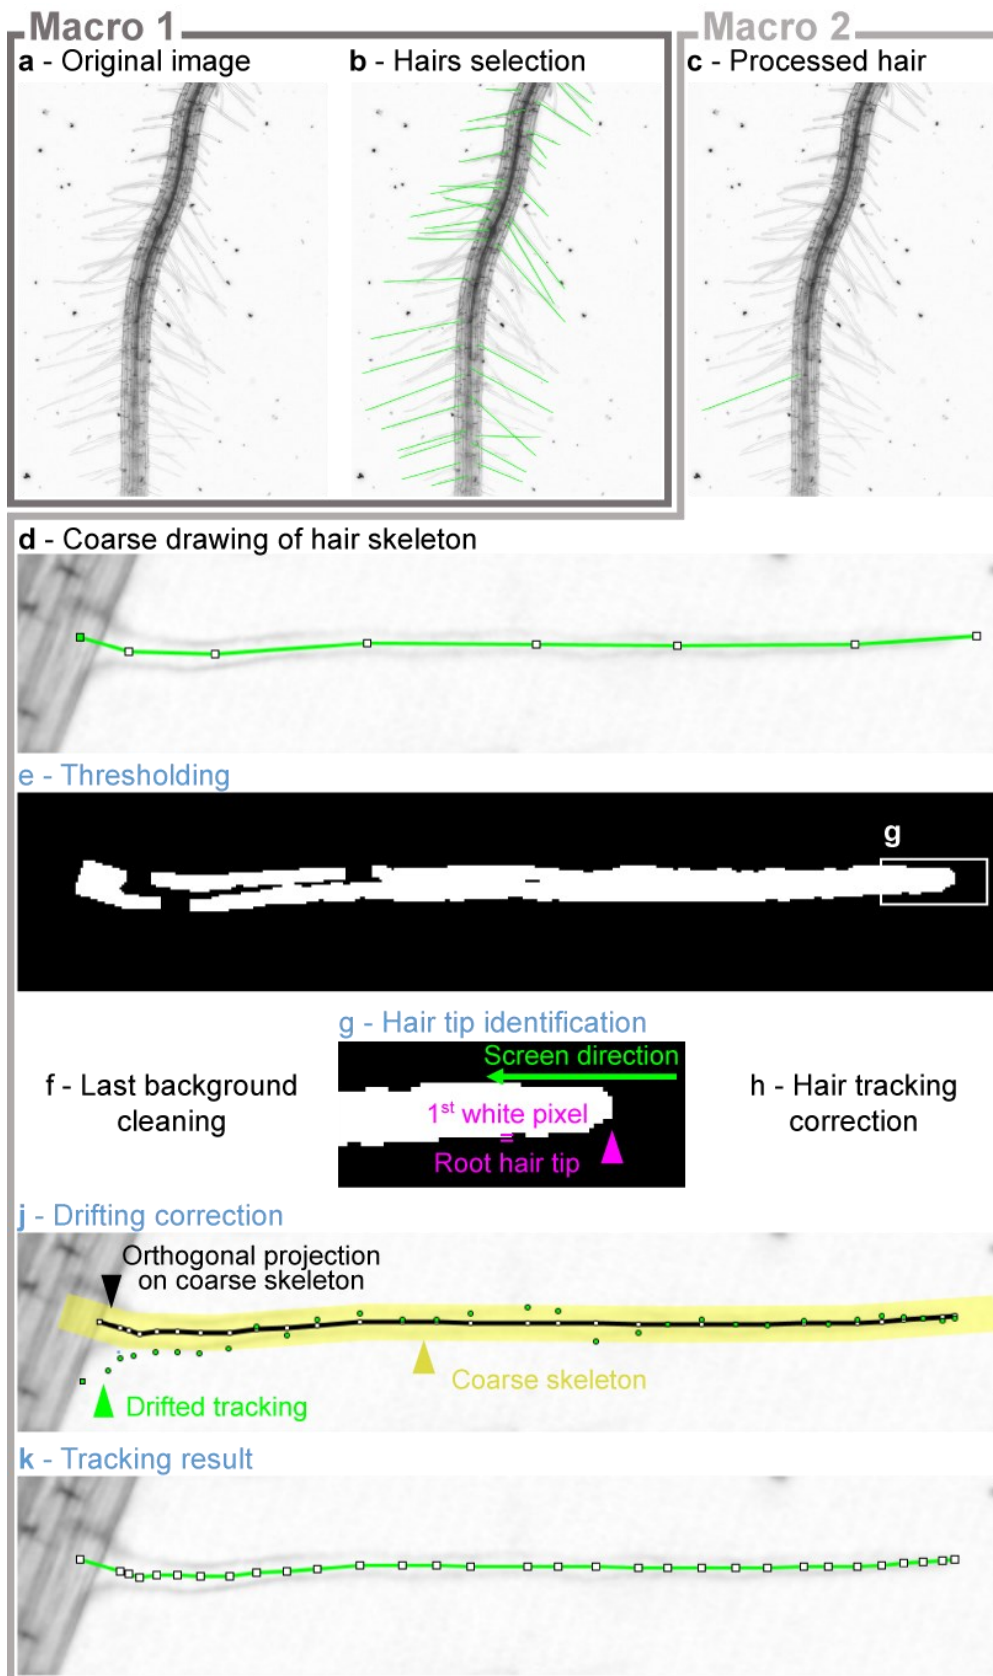 Macro 1
Macro 2
a - Original image
b - Hairs selection
c - Processed hair
d - Coarse drawing of hair skeleton
e - Thresholding
g
g - Hair tip identification
Screen direction
1st white pixel
=
Root hair tip
f - Last background
cleaning
h - Hair tracking
correction
j - Drifting correction
Orthogonal projection
on coarse skeleton
Coarse skeleton
Drifted tracking
k - Tracking result